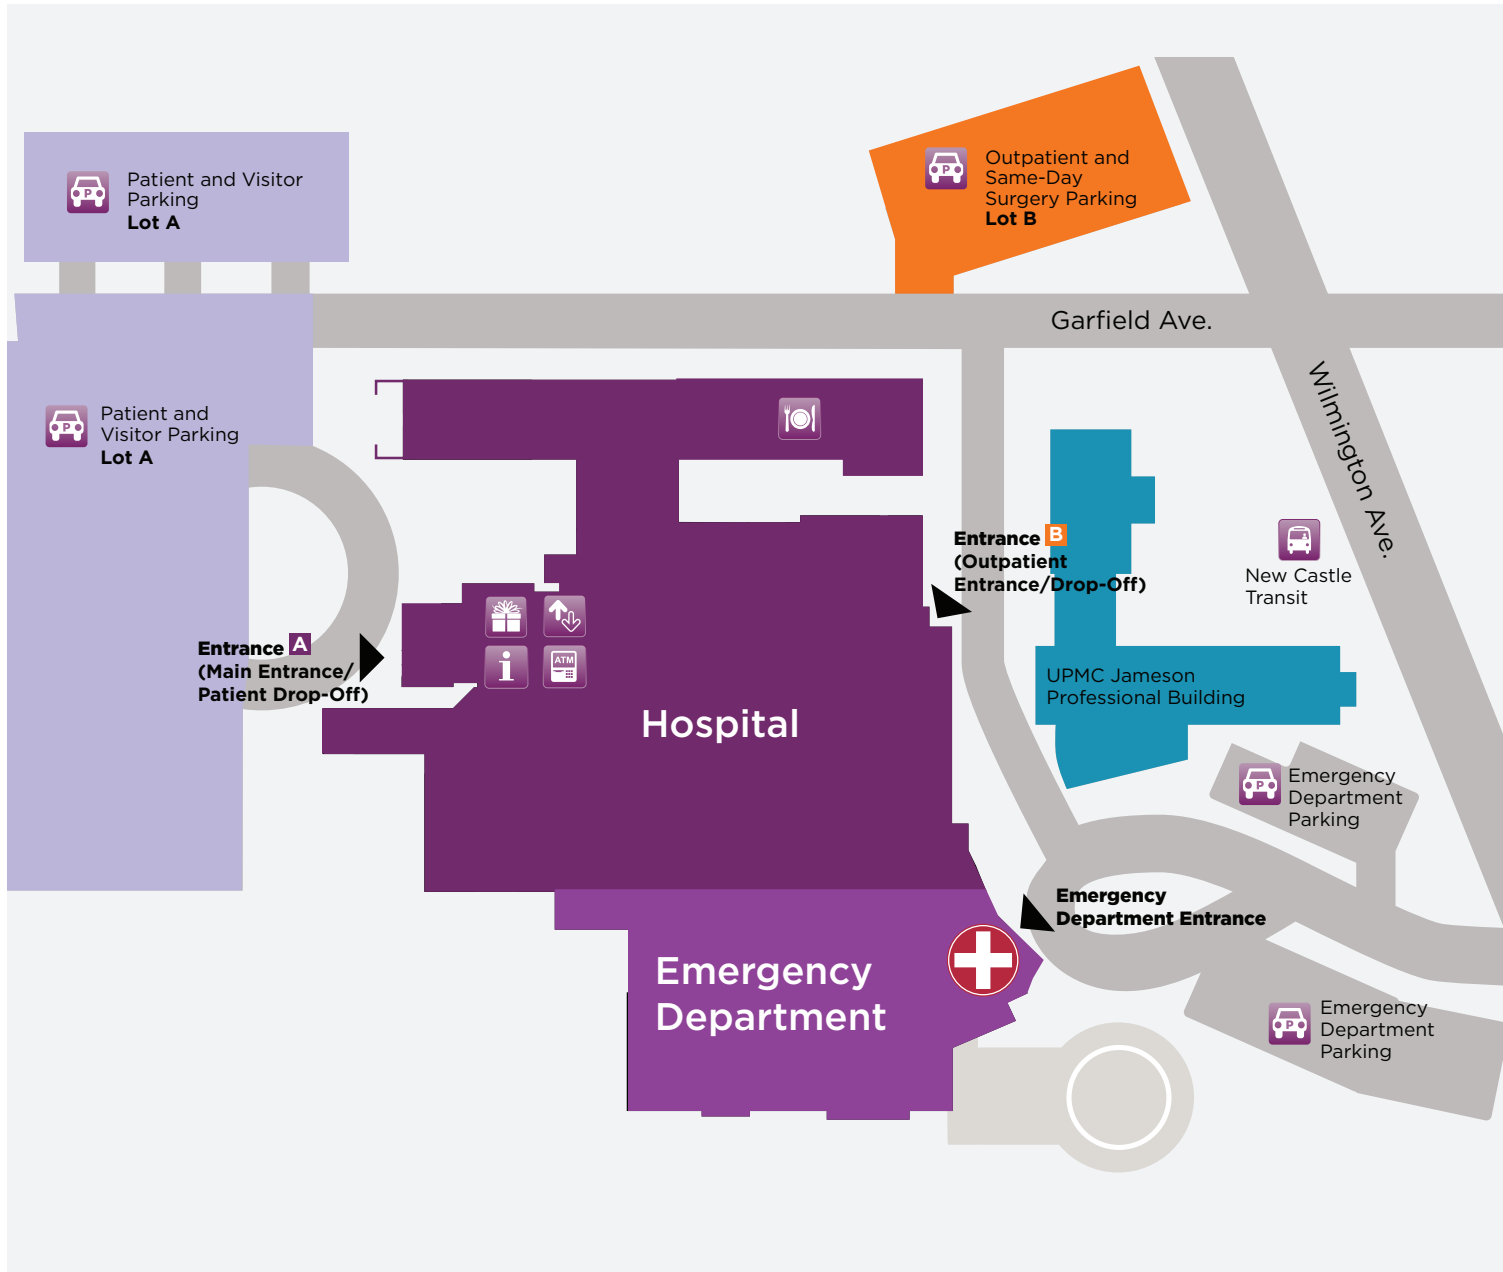 Patient and Visitor
Parking
Lot A
Outpatient and
Same-Day
Surgery Parking
Lot B
Garfield Ave.
Wilmington Ave.
Patient and
Visitor Parking
Lot A
Entrance B
(Outpatient
Entrance/Drop-Off)
New Castle
Transit
Entrance A
(Main Entrance/
Patient Drop-Off)
ATM
UPMC Jameson
Professional Building
Hospital
Emergency
Department
Parking
Emergency
Department Entrance
Emergency
Department
Emergency
Department
Parking
P
P
P
P
P
i